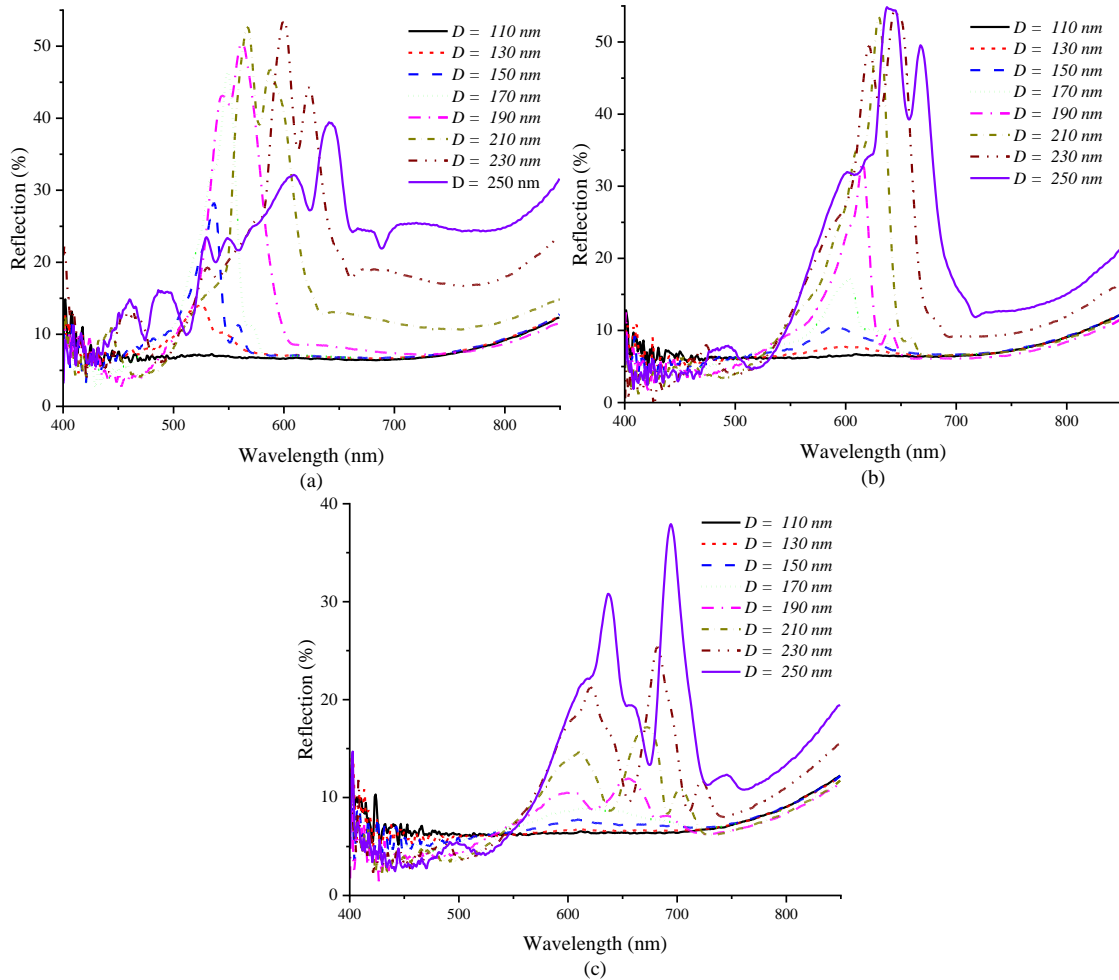 50
40
30
20
10
0
Reflection (%)
400 500 600 700 800
Wavelength (nm)
(a)
D = 110 nm
D = 130 nm
D = 150 nm
D = 170 nm
D = 190 nm
D = 210 nm
D = 230 nm
D = 250 nm
50
40
30
20
10
0
Reflection (%)
400 500 600 700 800
Wavelength (nm)
(b)
D = 110 nm
D = 130 nm
D = 150 nm
D = 170 nm
D = 190 nm
D = 210 nm
D = 230 nm
D = 250 nm
40
30
20
10
0
Reflection (%)
400 500 600 700 800
Wavelength (nm)
(c)
D = 110 nm
D = 130 nm
D = 150 nm
D = 170 nm
D = 190 nm
D = 210 nm
D = 230 nm
D = 250 nm